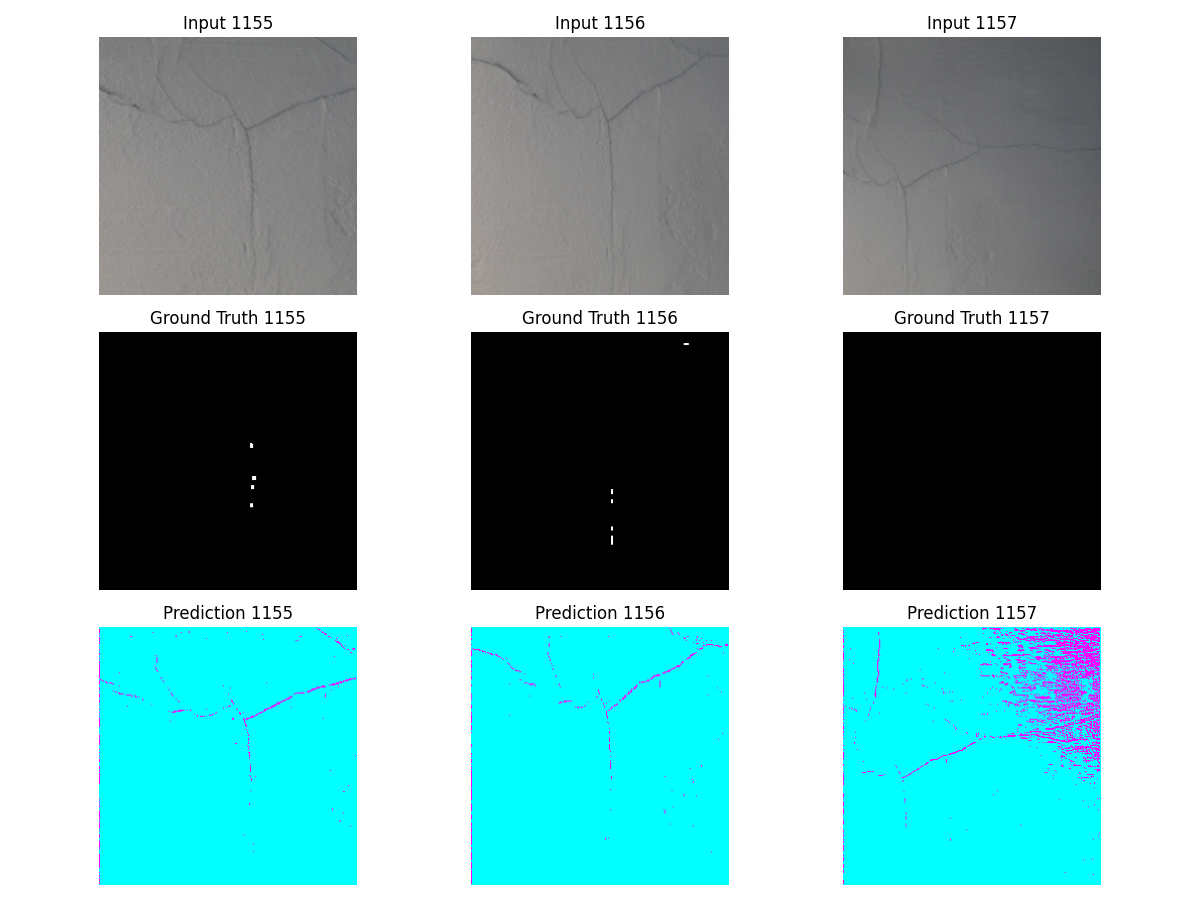 Input 1155
Input 1156
Input 1157
Ground Truth 1155
Ground Truth 1156
Ground Truth 1157
Prediction 1155
Prediction 1156
Prediction 1157